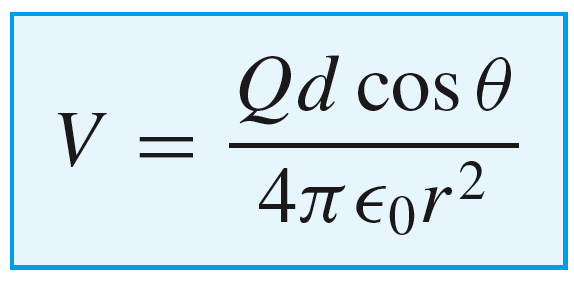 V = Qd cos θ / 4πϵ₀r²